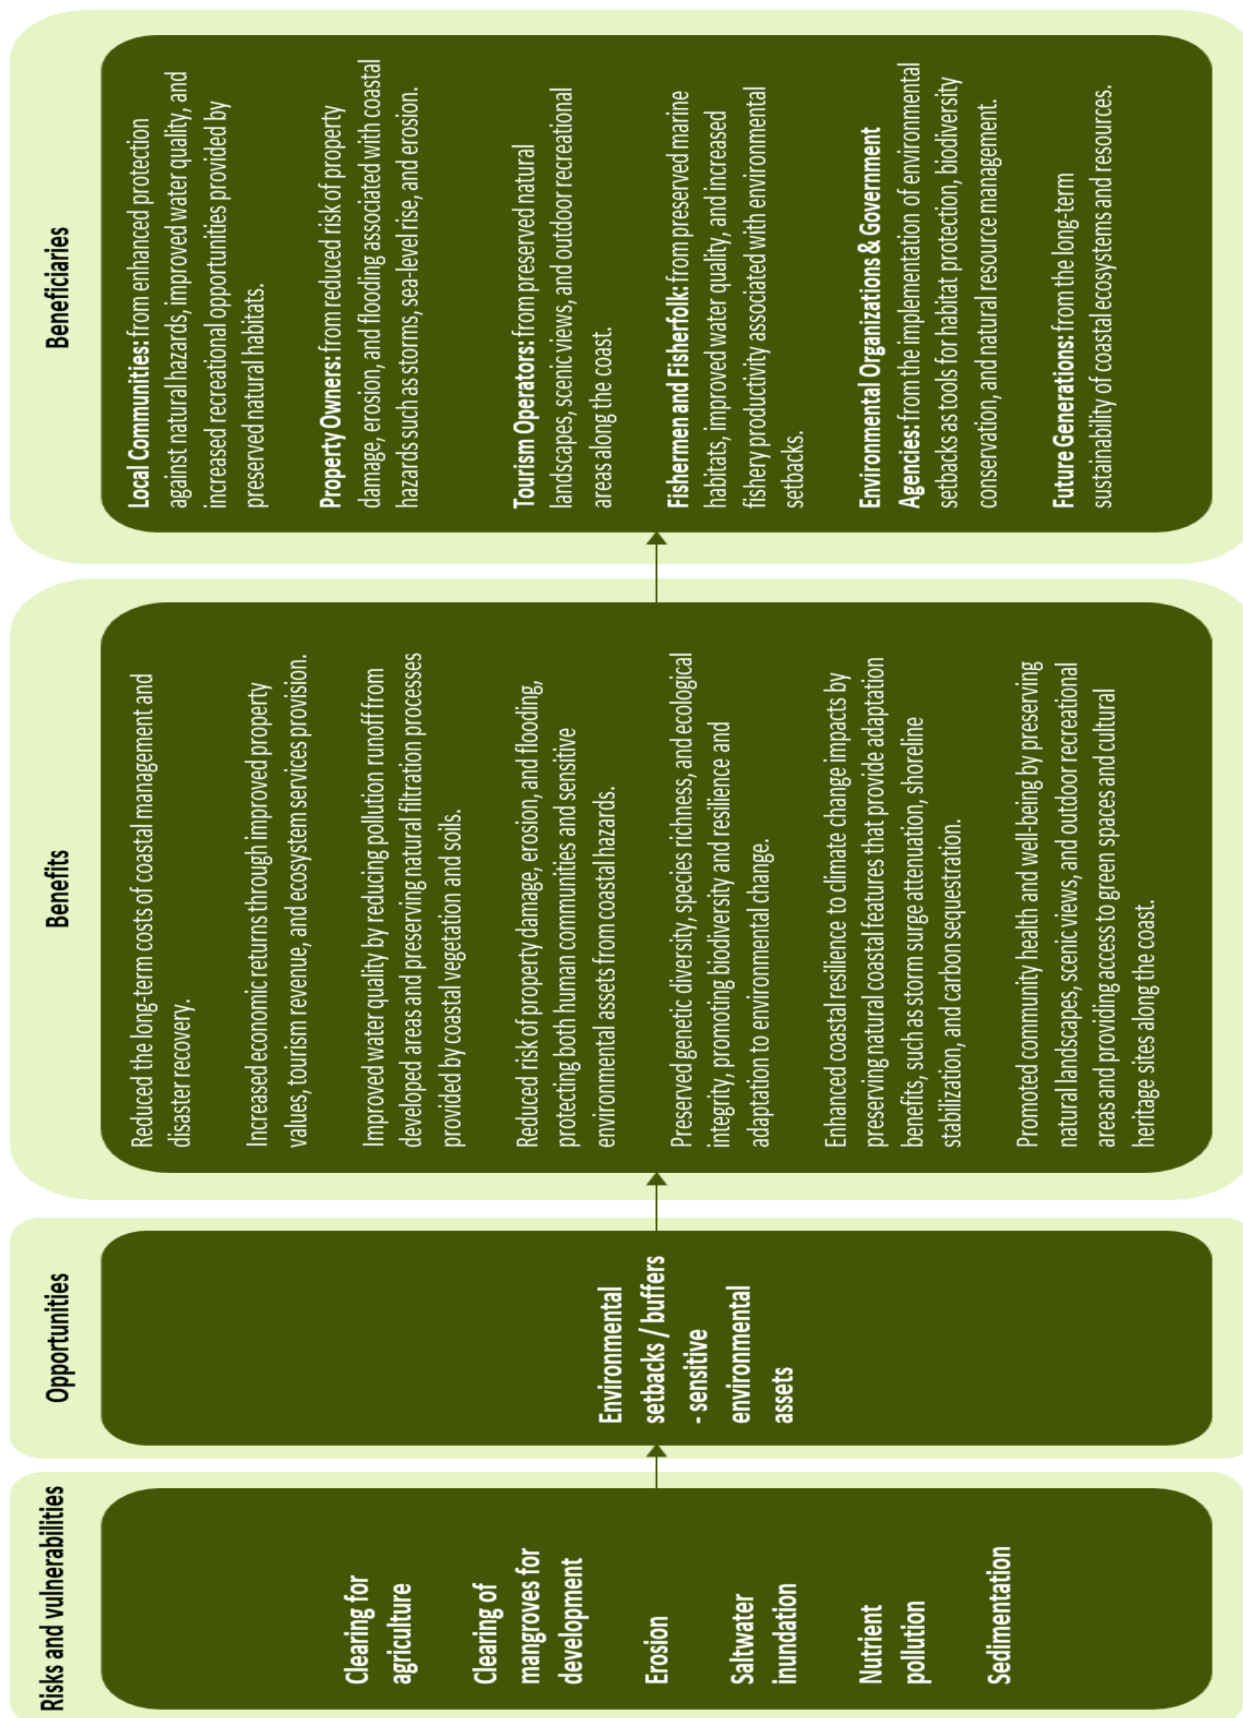 Risks and vulnerabilities
Clearing for
agriculture
Clearing of
mangroves for
development
Erosion
Saltwater
inundation
Nutrient
pollution
Sedimentation
Opportunities
Environmental
setbacks / buffers
- sensitive
environmental
assets
Benefits
Reduced the long-term costs of coastal management and
disaster recovery.
Increased economic returns through improved property
values, tourism revenue, and ecosystem services provision.
Improved water quality by reducing pollution runoff from
developed areas and preserving natural filtration processes
provided by coastal vegetation and soils.
Reduced risk of property damage, erosion, and flooding,
protecting both human communities and sensitive
environmental assets from coastal hazards.
Preserved genetic diversity, species richness, and ecological
integrity, promoting biodiversity and resilience and
adaptation to environmental change.
Enhanced coastal resilience to climate change impacts by
preserving natural coastal features that provide adaptation
benefits, such as storm surge attenuation, shoreline
stabilization, and carbon sequestration.
Promoted community health and well-being by preserving
natural landscapes, scenic views, and outdoor recreational
areas and providing access to green spaces and cultural
heritage sites along the coast.
Beneficiaries
Local Communities: from enhanced protection
against natural hazards, improved water quality, and
increased recreational opportunities provided by
preserved natural habitats.
Property Owners: from reduced risk of property
damage, erosion, and flooding associated with coastal
hazards such as storms, sea-level rise, and erosion.
Tourism Operators: from preserved natural
landscapes, scenic views, and outdoor recreational
areas along the coast.
Fishermen and Fisherfolk: from preserved marine
habitats, improved water quality, and increased
fishery productivity associated with environmental
setbacks.
Environmental Organizations & Government
Agencies: from the implementation of environmental
setbacks as tools for habitat protection, biodiversity
conservation, and natural resource management.
Future Generations: from the long-term
sustainability of coastal ecosystems and resources.